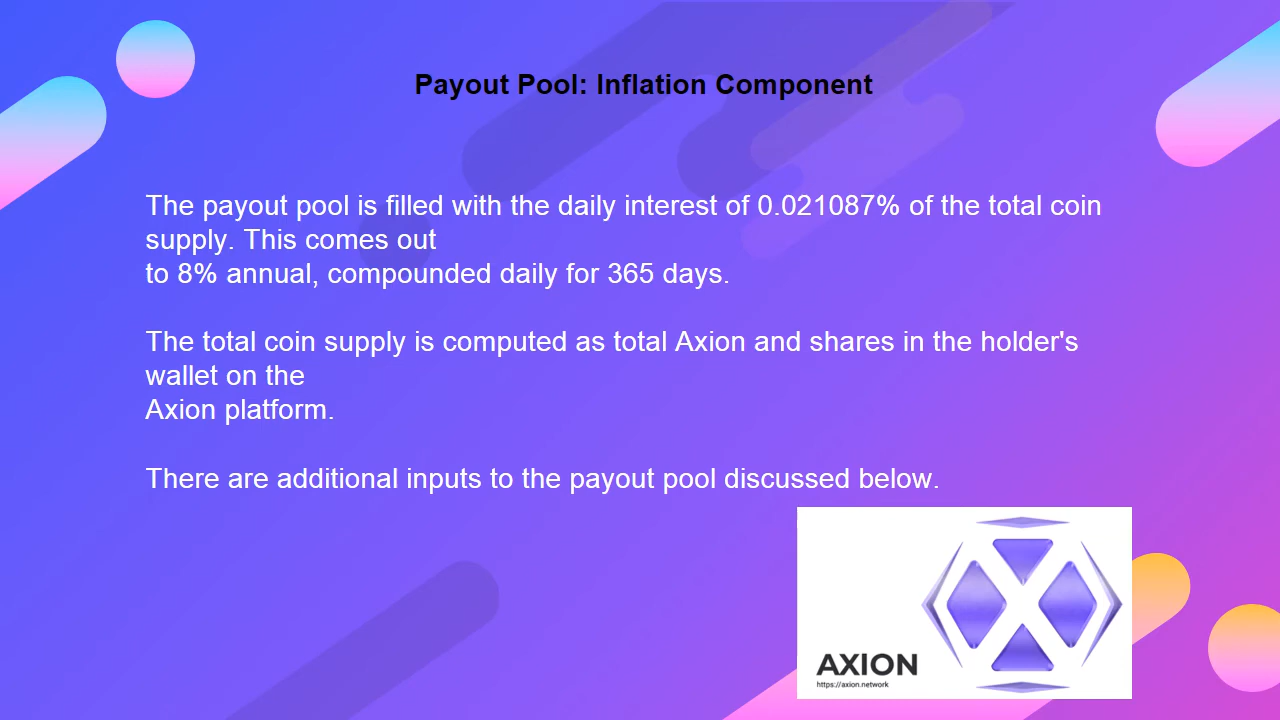 Payout Pool: Inflation Component
The payout pool is filled with the daily interest of 0.021087% of the total coin
supply. This comes out
to 8% annual, compounded daily for 365 days.
The total coin supply is computed as total Axion and shares in the holder's
wallet on the
Axion platform.
There are additional inputs to the payout pool discussed below.
AXION
https://axion.network